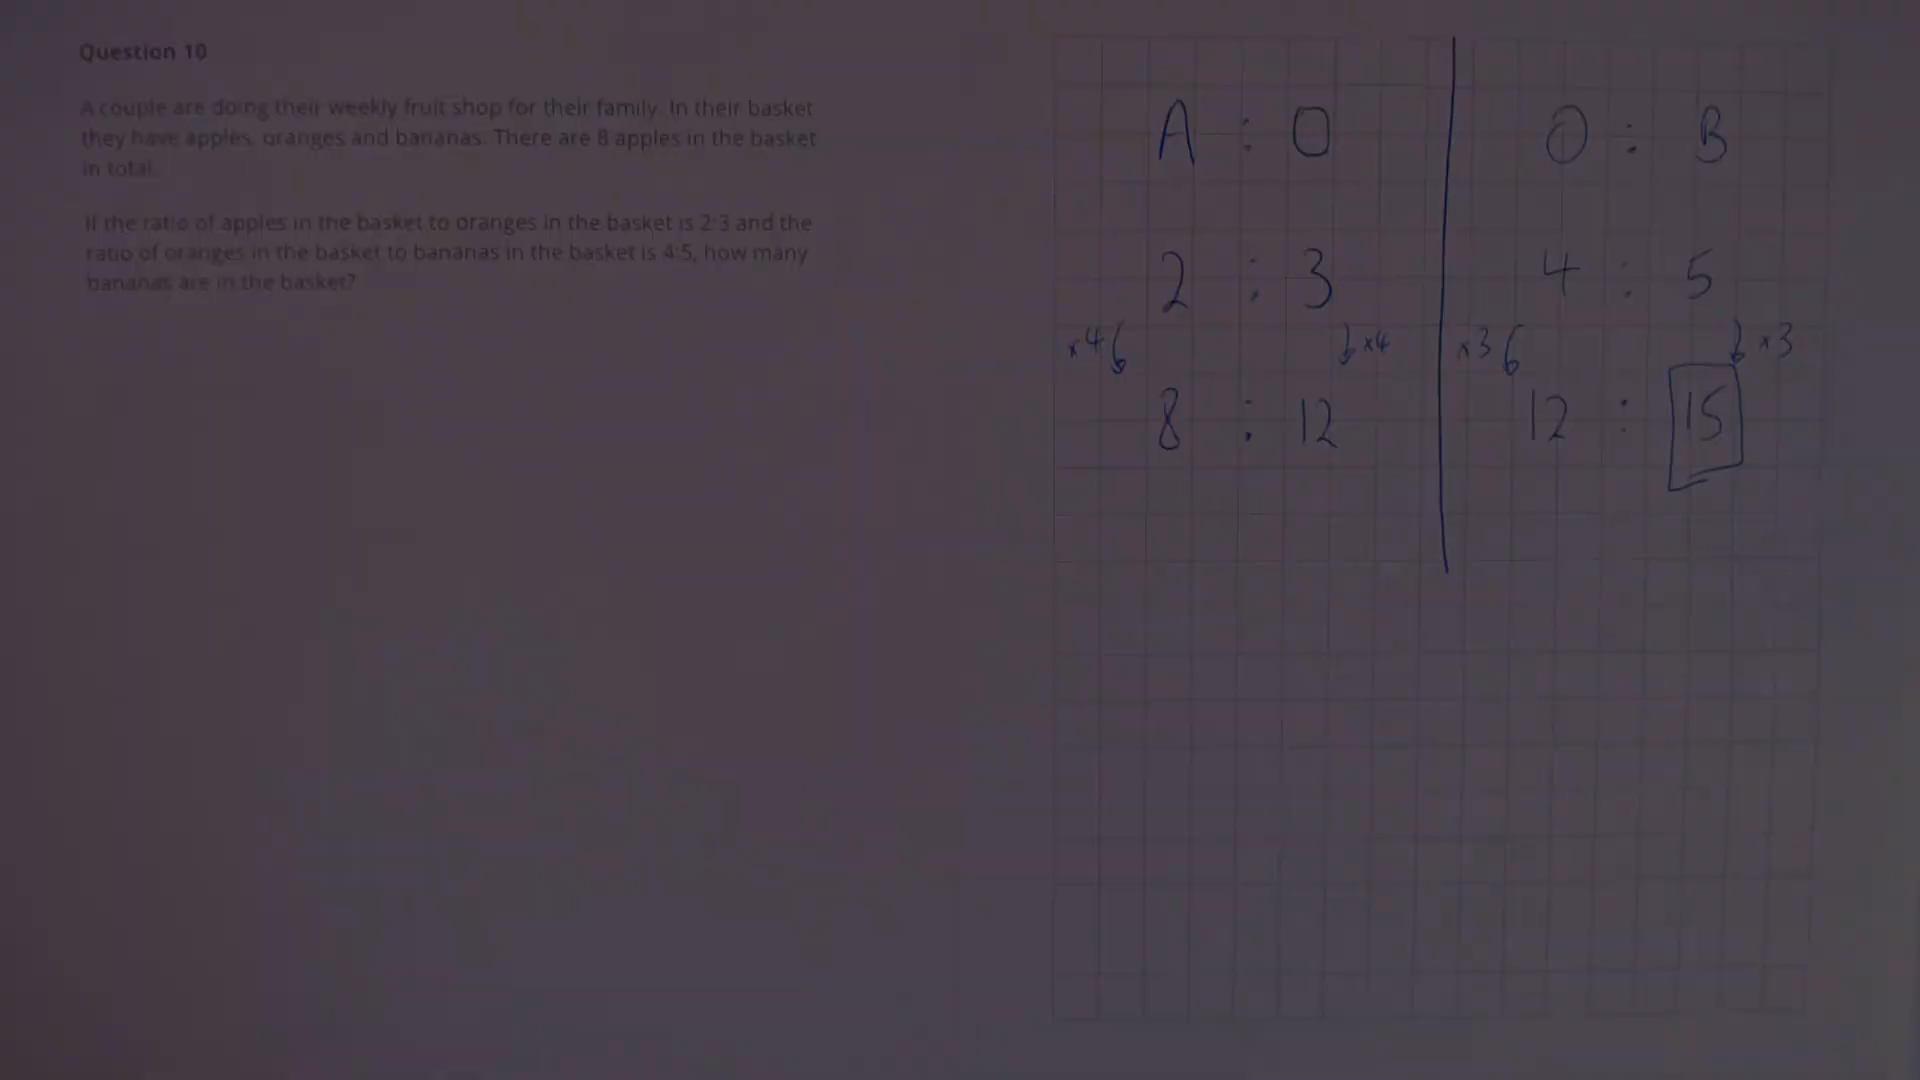 Question 10
A couple are doing their weekly fruit shop for their family. In their basket
they have apples, oranges and bananas. There are 8 apples in the basket
in total.
If the ratio of apples in the basket to oranges in the basket is 2:3 and the
ratio of oranges in the basket to bananas in the basket is 4:5, how many
bananas are in the basket?
A : O
2 : 3
×4 ×4
8 : 12
O : B
4 : 5
×3 ×3
12 : 15